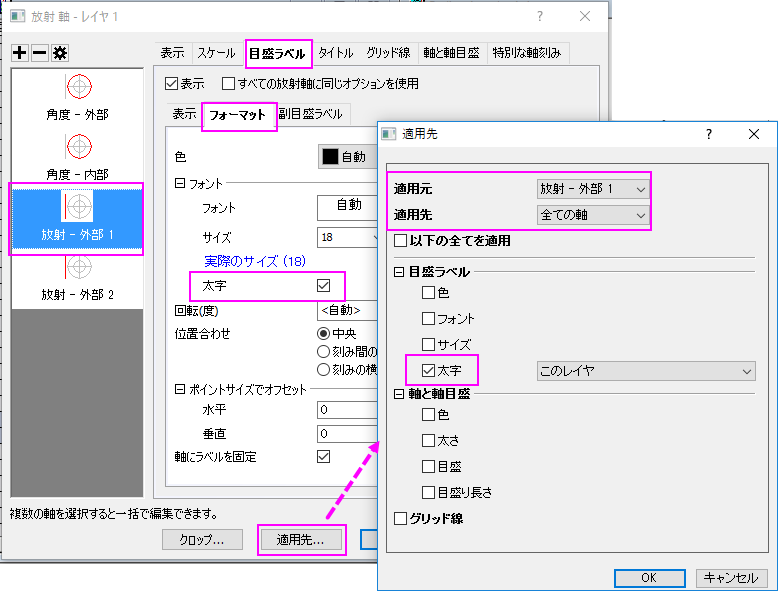 放射 軸 - レイヤ 1
?
表示 スケール 目盛ラベル タイトル グリッド線 軸と軸目盛 特別な軸刻み
角度 - 外部
角度 - 内部
放射 - 外部 1
放射 - 外部 2
表示 すべての放射軸に同じオプションを使用
表示 フォーマット 副目盛ラベル
色 自動
フォント
フォント 自動
サイズ 18
実際のサイズ (18)
太字
回転(度) <自動>
位置合わせ 中央
刻み間の
刻みの横
ポイントサイズでオフセット
水平 0
垂直 0
軸にラベルを固定
複数の軸を選択すると一括で編集できます。
クロップ... 適用先...
適用先
?
適用元 放射 - 外部 1
適用先 全ての軸
以下の全てを適用
目盛ラベル
色
フォント
サイズ
太字 このレイヤ
軸と軸目盛
色
太さ
目盛
目盛り長さ
グリッド線
OK キャンセル